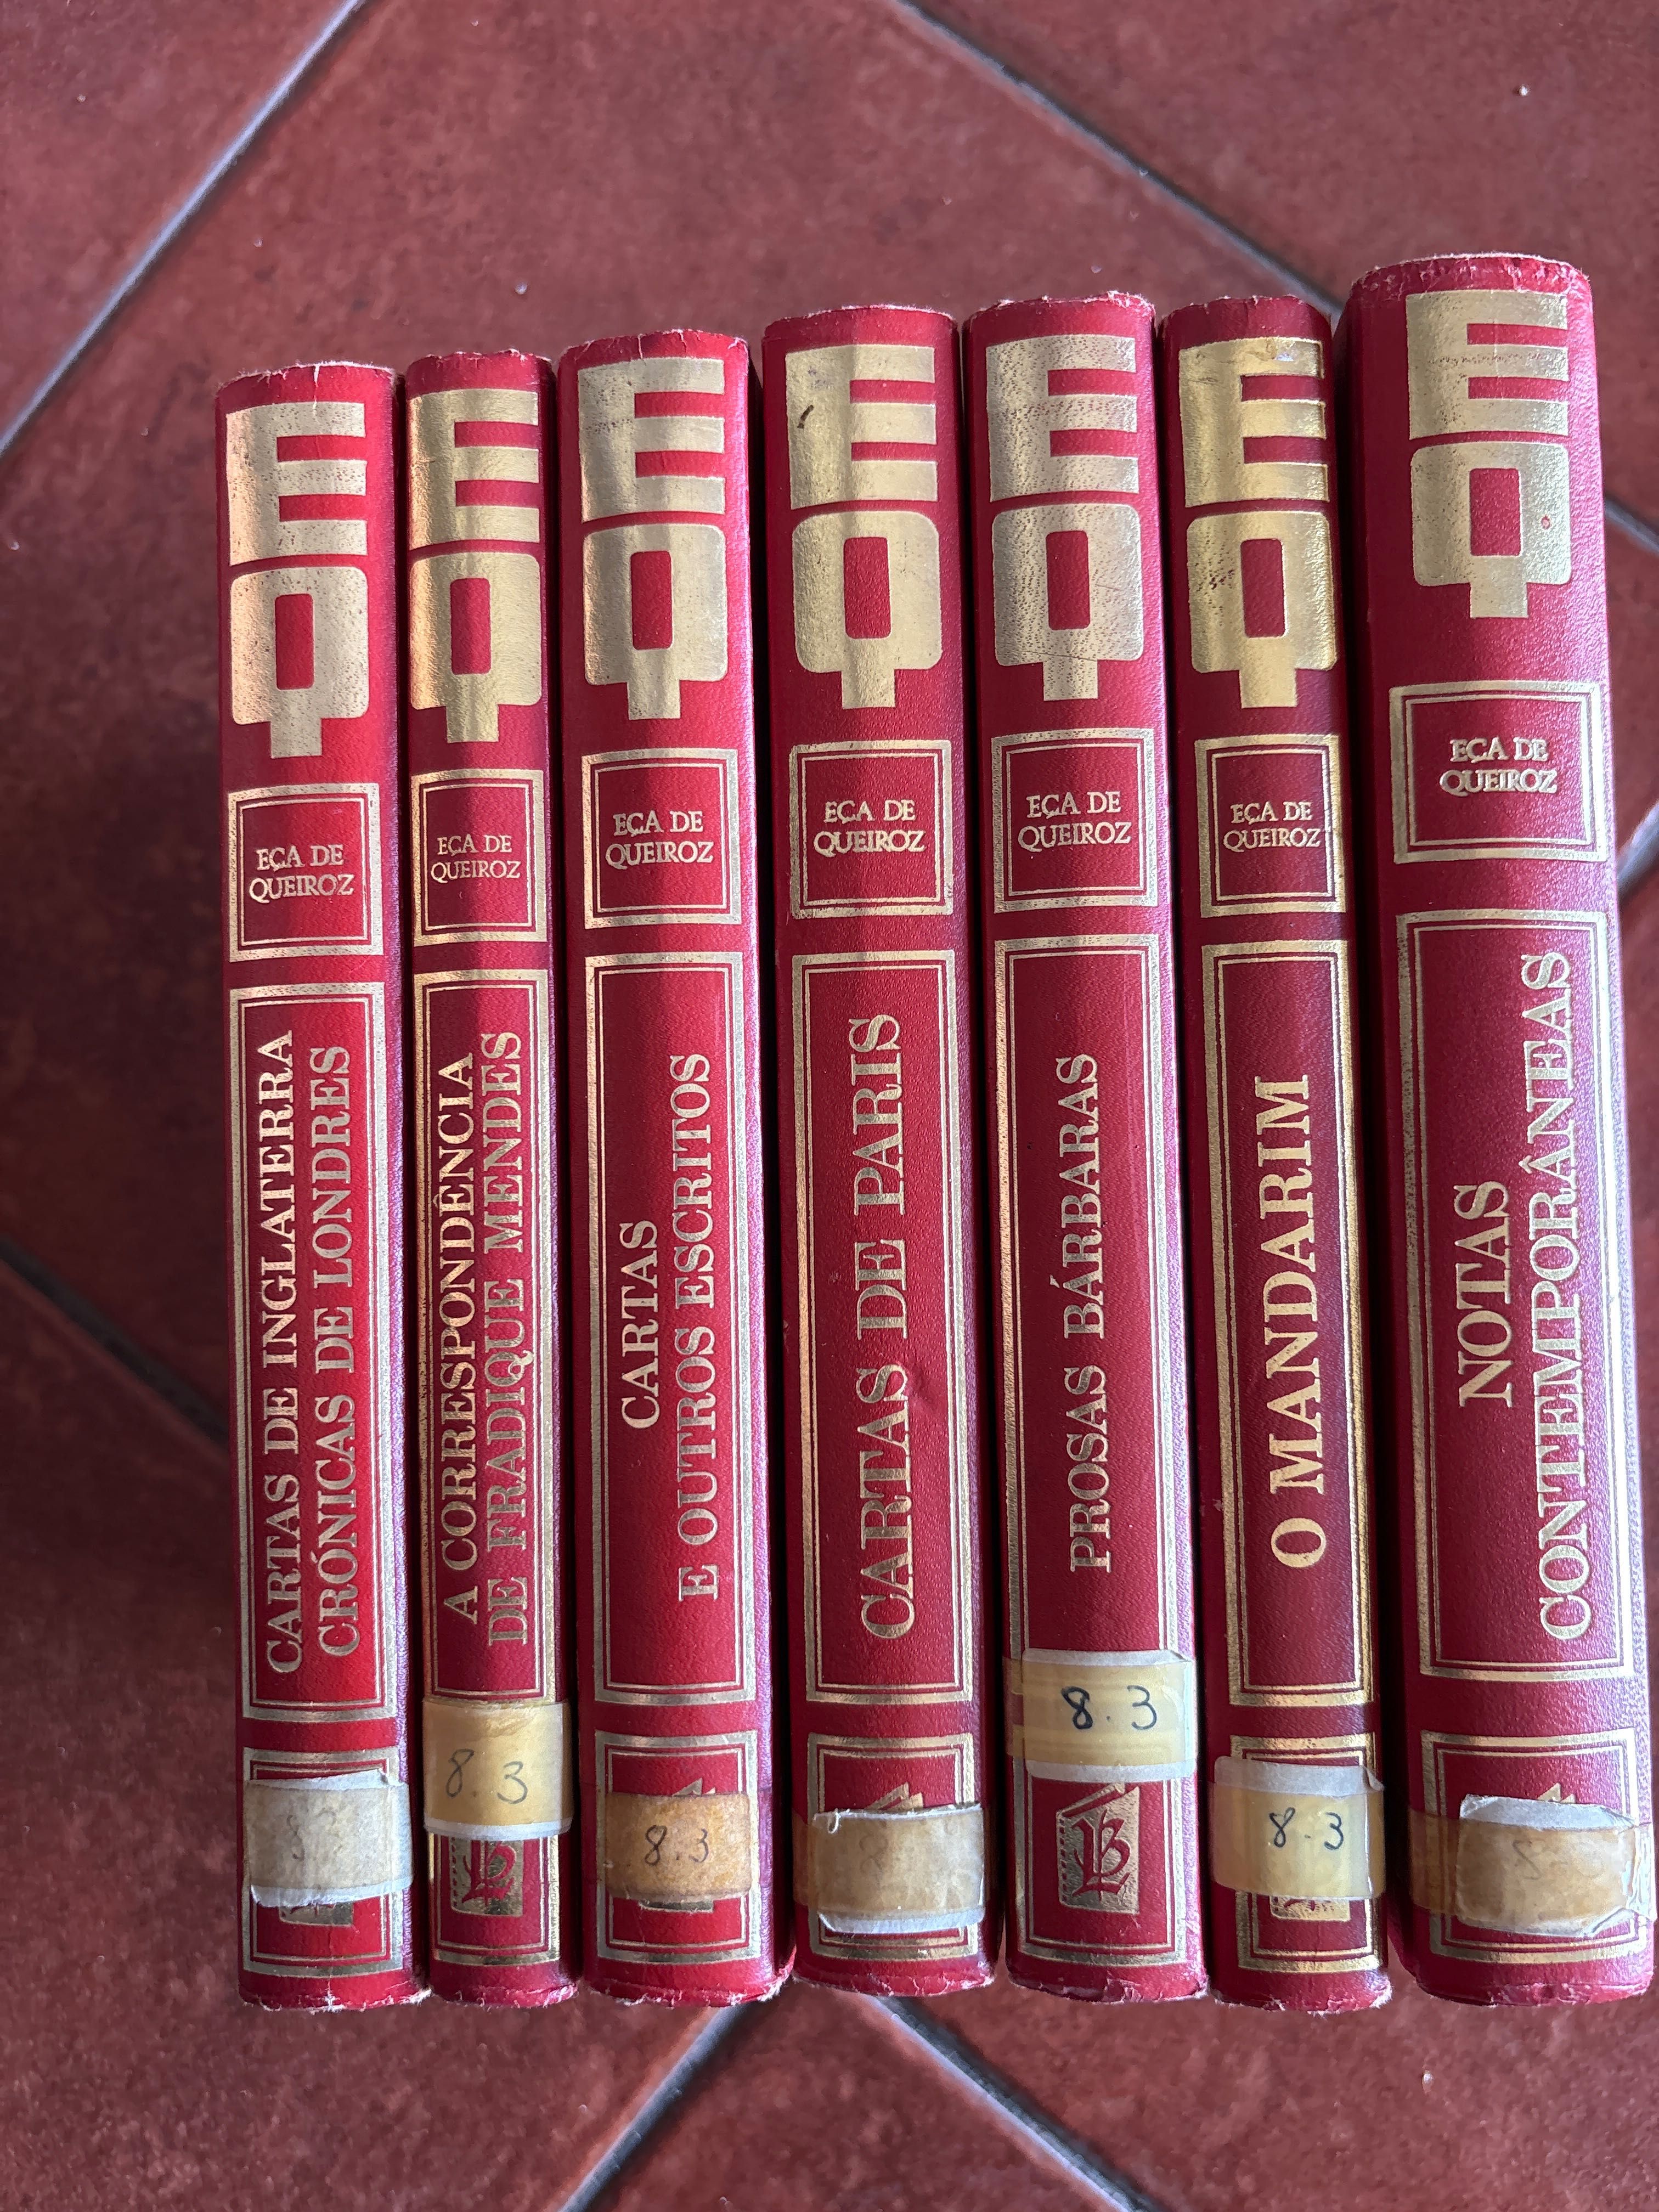 E
Q
EÇA DE
QUEIROZ
CARTAS DE INGLATERRA
CRÓNICAS DE LONDRES
E
Q
EÇA DE
QUEIROZ
A CORRESPONDÊNCIA
DE FRADIQUE MENDES
8.3
E
Q
EÇA DE
QUEIROZ
CARTAS
E OUTROS ESCRITOS
8.3
E
Q
EÇA DE
QUEIROZ
CARTAS DE PARIS
E
Q
EÇA DE
QUEIROZ
PROSAS BÁRBARAS
8.3
E
Q
EÇA DE
QUEIROZ
O MANDARIM
8.3
E
Q
EÇA DE
QUEIROZ
NOTAS
CONTEMPORÂNEAS